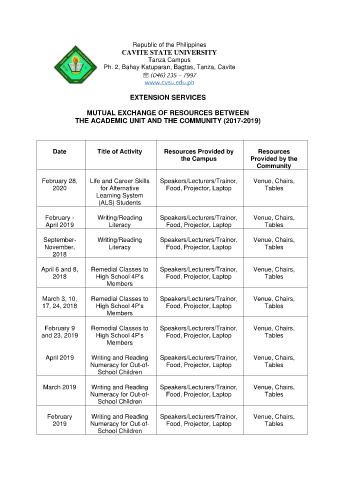 Republic of the Philippines
CAVITE STATE UNIVERSITY
Tanza Campus
Ph. 2, Bahay Katuparan, Bagtas, Tanza, Cavite
☏ (046) 235 – 7997
www.cvsu.edu.ph
EXTENSION SERVICES
MUTUAL EXCHANGE OF RESOURCES BETWEEN
THE ACADEMIC UNIT AND THE COMMUNITY (2017-2019)
Date
Title of Activity
Resources Provided by
the Campus
Resources
Provided by the
Community
February 28,
2020
Life and Career Skills
for Alternative
Learning System
(ALS) Students
Speakers/Lecturers/Trainor,
Food, Projector, Laptop
Venue, Chairs,
Tables
February -
April 2019
Writing/Reading
Literacy
Speakers/Lecturers/Trainor,
Food, Projector, Laptop
Venue, Chairs,
Tables
September-
November,
2018
Writing/Reading
Literacy
Speakers/Lecturers/Trainor,
Food, Projector, Laptop
Venue, Chairs,
Tables
April 6 and 8,
2018
Remedial Classes to
High School 4P's
Members
Speakers/Lecturers/Trainor,
Food, Projector, Laptop
Venue, Chairs,
Tables
March 3, 10,
17, 24, 2018
Remedial Classes to
High School 4P's
Members
Speakers/Lecturers/Trainor,
Food, Projector, Laptop
Venue, Chairs,
Tables
February 9
and 23, 2019
Remedial Classes to
High School 4P's
Members
Speakers/Lecturers/Trainor,
Food, Projector, Laptop
Venue, Chairs,
Tables
April 2019
Writing and Reading
Numeracy for Out-of-
School Children
Speakers/Lecturers/Trainor,
Food, Projector, Laptop
Venue, Chairs,
Tables
March 2019
Writing and Reading
Numeracy for Out-of-
School Children
Speakers/Lecturers/Trainor,
Food, Projector, Laptop
Venue, Chairs,
Tables
February
2019
Writing and Reading
Numeracy for Out-of-
School Children
Speakers/Lecturers/Trainor,
Food, Projector, Laptop
Venue, Chairs,
Tables